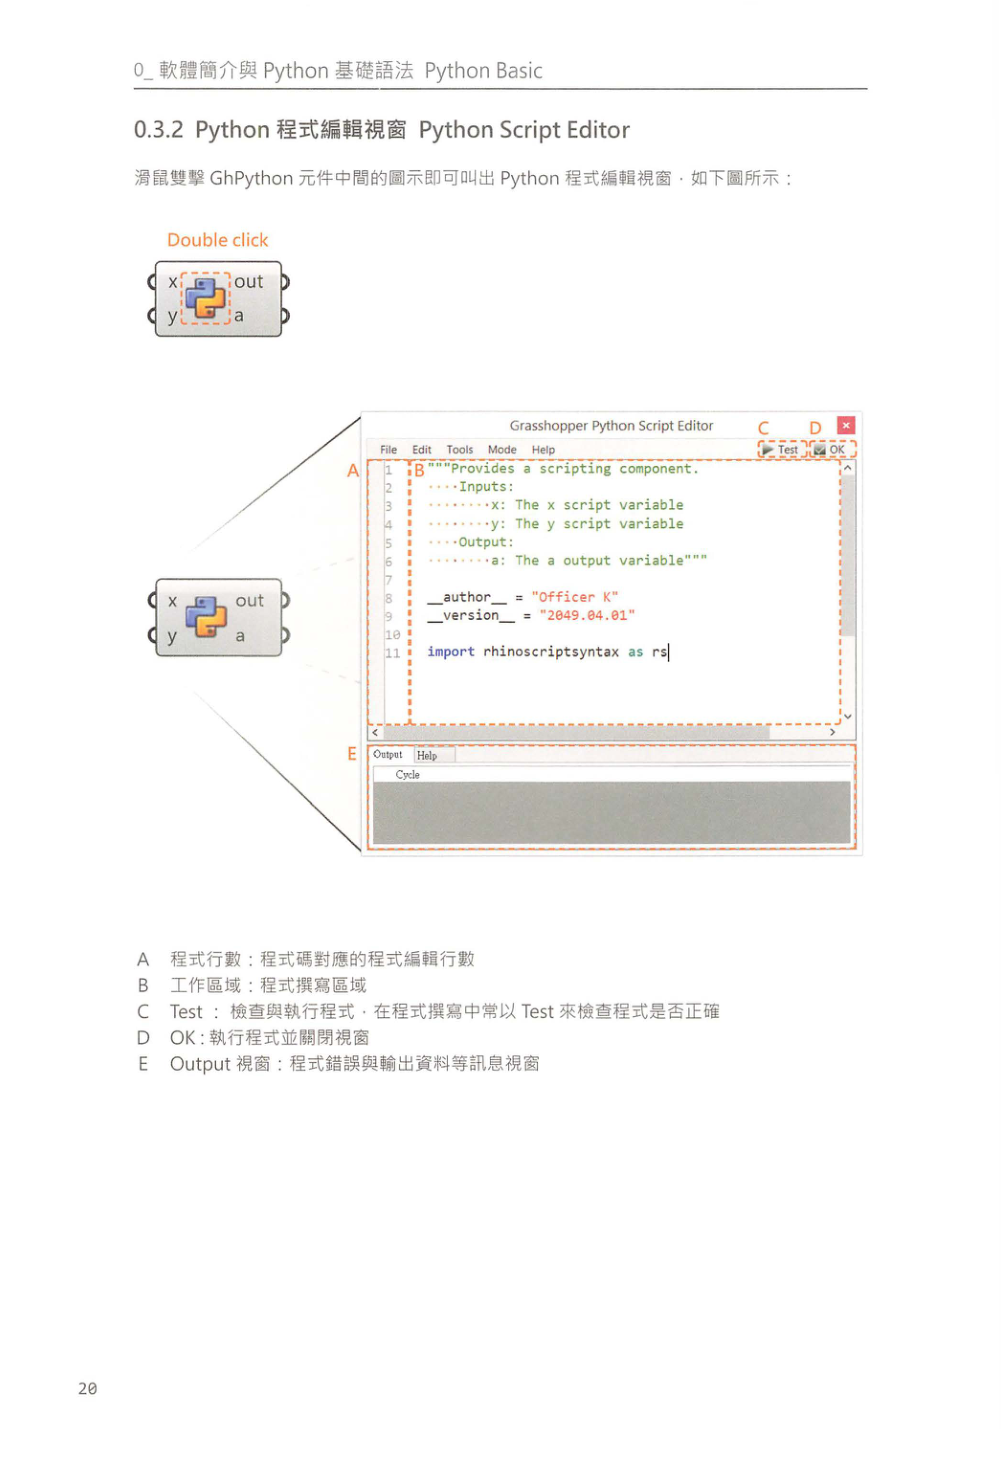 0_ 軟體簡介與 Python 基礎語法 Python Basic
0.3.2 Python 程式編輯視窗 Python Script Editor
滑鼠雙擊 GhPython 元件中間的圖示即可叫出 Python 程式編輯視窗，如下圖所示：
Double click
x out
y a
Grasshopper Python Script Editor C D
File Edit Tools Mode Help Test OK
A 1 B """Provides a scripting component.
2 ····Inputs:
3 ········x: The x script variable
4 ········y: The y script variable
5 ····Output:
6 ········a: The a output variable"""
7
8 __author__ = "Officer K"
9 __version__ = "2049.04.01"
10
11 import rhinoscriptsyntax as rs
x out
y a
E Output Help
Cycle
A 程式行數：程式碼對應的程式編輯行數
B 工作區域：程式撰寫區域
C Test ： 檢查與執行程式，在程式撰寫中常以 Test 來檢查程式是否正確
D OK : 執行程式並關閉視窗
E Output 視窗：程式錯誤與輸出資料等訊息視窗
20